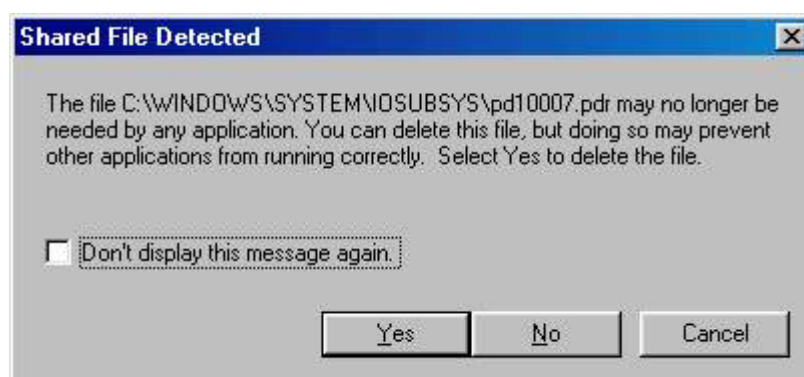 Shared File Detected
The file C:\WINDOWS\SYSTEM\IOSUBSYS\pd10007.pdr may no longer be
needed by any application. You can delete this file, but doing so may prevent
other applications from running correctly.  Select Yes to delete the file.
Don't display this message again.
Yes No Cancel